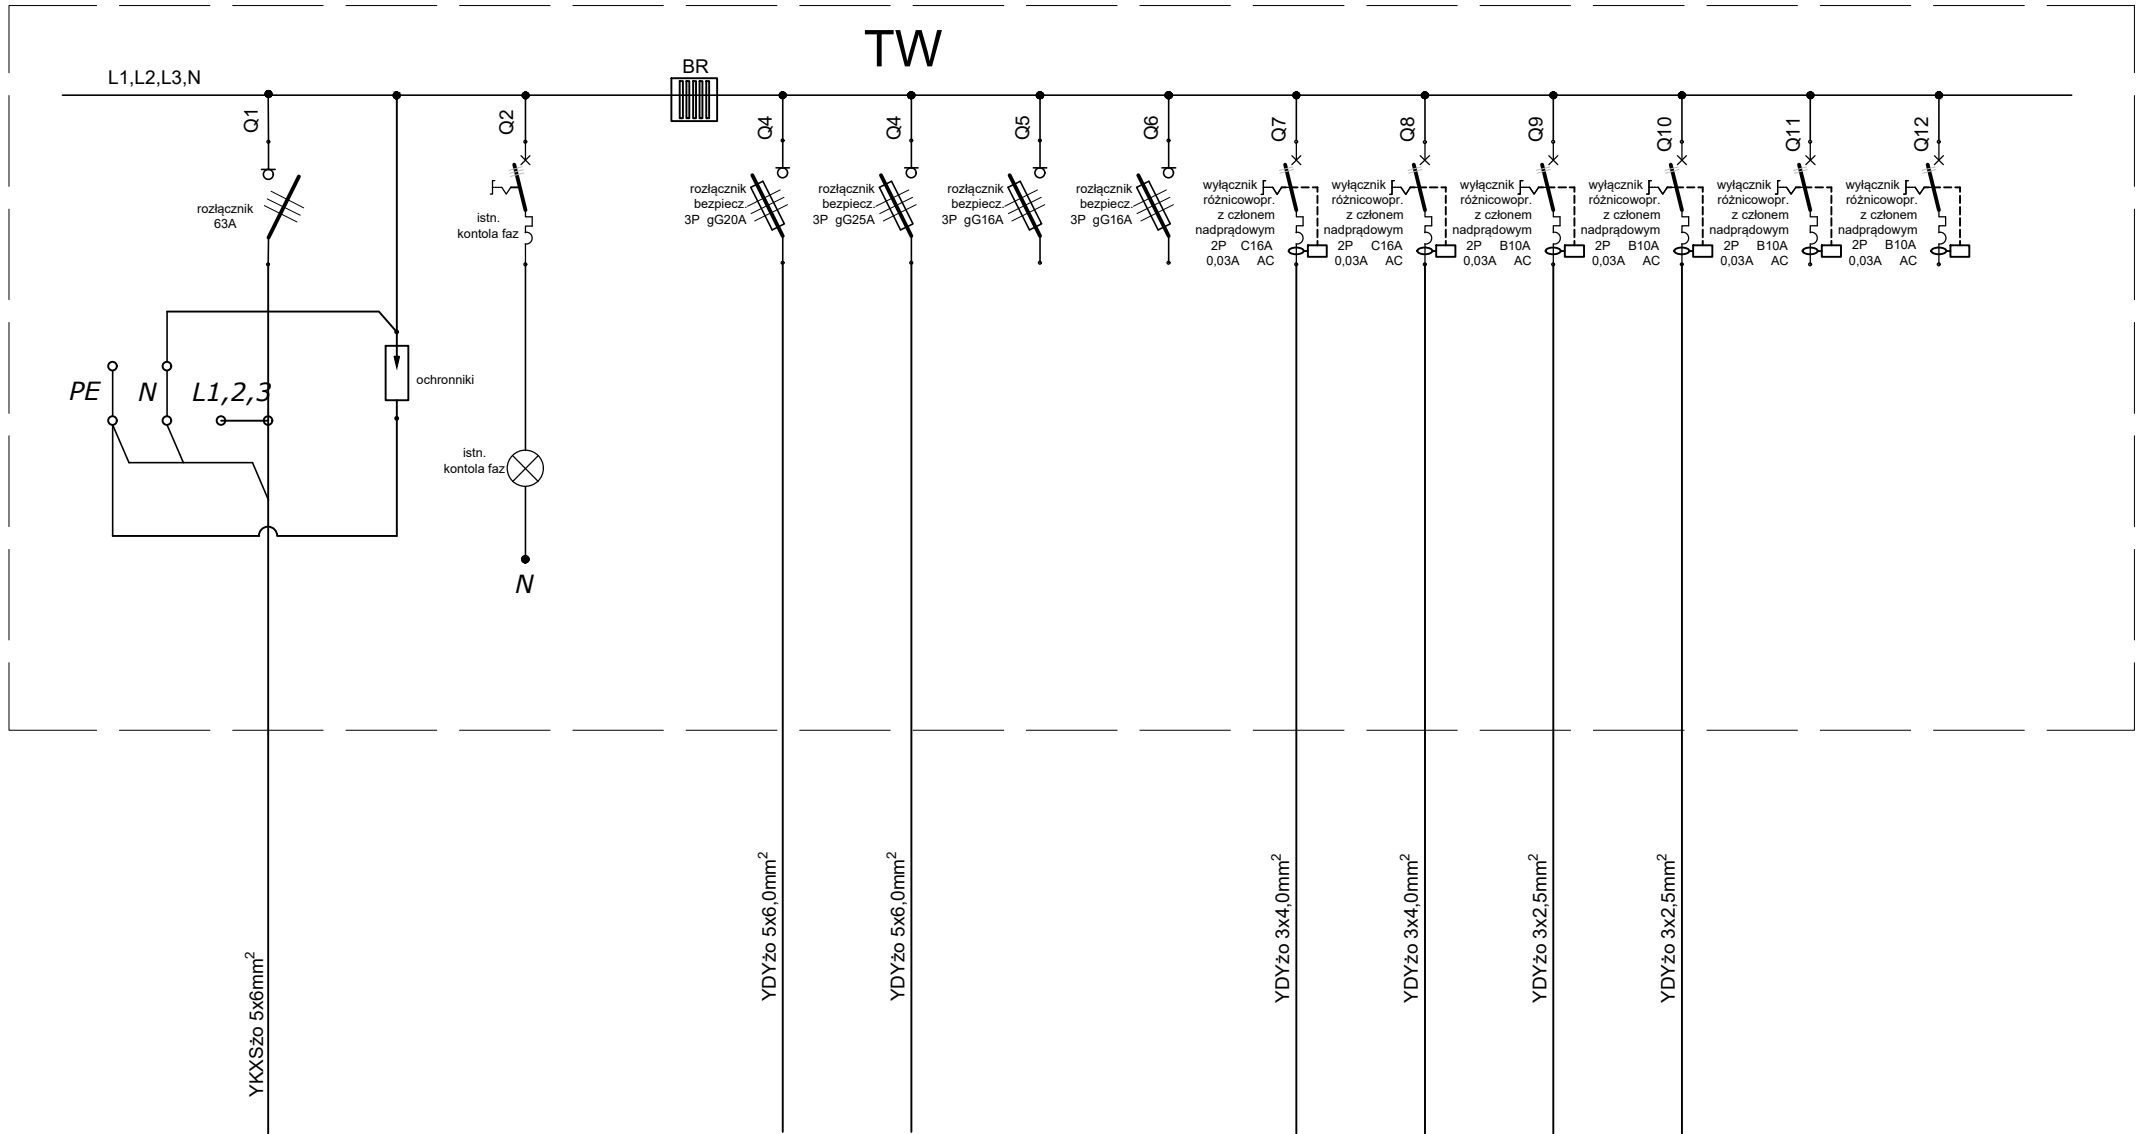 TW
L1,L2,L3,N
BR
Q1
Q2
Q4
Q4
Q5
Q6
Q7
Q8
Q9
Q10
Q11
Q12
rozłącznik
63A
istn.
kontola faz
rozłącznik
bezpiecz.
3P gG20A
rozłącznik
bezpiecz.
3P gG25A
rozłącznik
bezpiecz.
3P gG16A
rozłącznik
bezpiecz.
3P gG16A
wyłącznik
różnicowopr.
z członem
nadprądowym
2P C16A
0,03A AC
wyłącznik
różnicowopr.
z członem
nadprądowym
2P C16A
0,03A AC
wyłącznik
różnicowopr.
z członem
nadprądowym
2P B10A
0,03A AC
wyłącznik
różnicowopr.
z członem
nadprądowym
2P B10A
0,03A AC
wyłącznik
różnicowopr.
z członem
nadprądowym
2P B10A
0,03A AC
wyłącznik
różnicowopr.
z członem
nadprądowym
2P B10A
0,03A AC
ochronniki
PE N L1,2,3
istn.
kontola faz
N
YKXSżo 5x6mm²
YDYżo 5x6,0mm²
YDYżo 5x6,0mm²
YDYżo 3x4,0mm²
YDYżo 3x4,0mm²
YDYżo 3x2,5mm²
YDYżo 3x2,5mm²